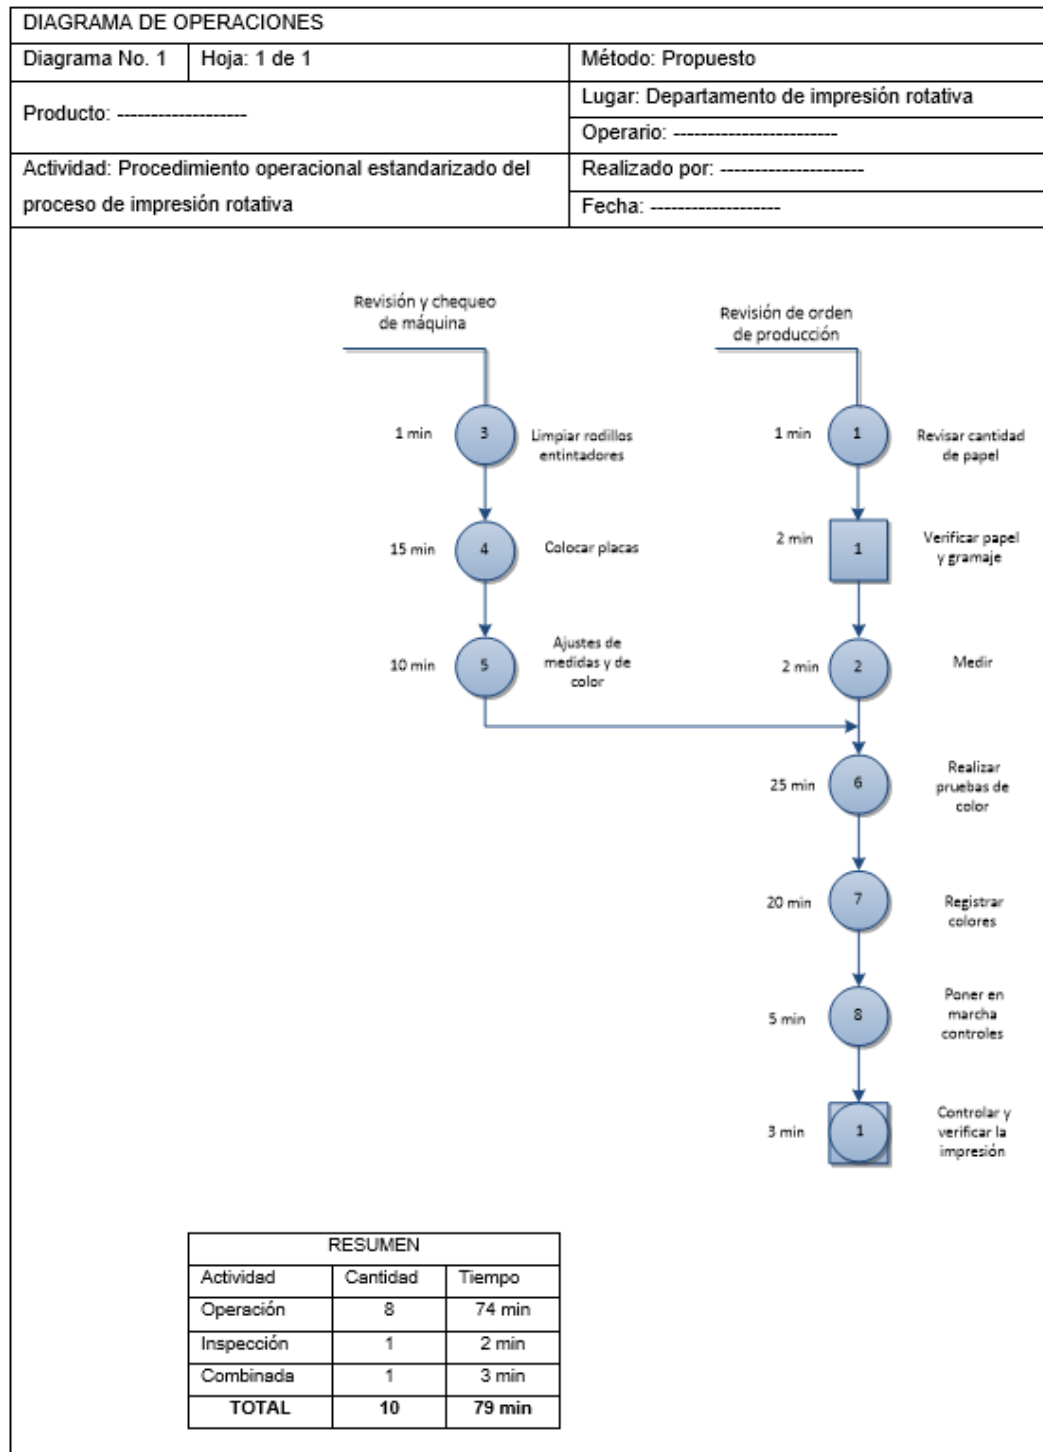 DIAGRAMA DE OPERACIONES
Diagrama No. 1
Hoja: 1 de 1
Método: Propuesto
Producto: -------------------
Lugar: Departamento de impresión rotativa
Operario: ------------------------
Actividad: Procedimiento operacional estandarizado del
proceso de impresión rotativa
Realizado por: ---------------------
Fecha: -------------------
Revisión y chequeo
de máquina
Revisión de orden
de producción
1 min
3
Limpiar rodillos
entintadores
1 min
1
Revisar cantidad
de papel
15 min
4
Colocar placas
2 min
1
Verificar papel
y gramaje
10 min
5
Ajustes de
medidas y de
color
2 min
2
Medir
25 min
6
Realizar
pruebas de
color
20 min
7
Registrar
colores
5 min
8
Poner en
marcha
controles
3 min
1
Controlar y
verificar la
impresión
RESUMEN
Actividad Cantidad Tiempo
Operación 8 74 min
Inspección 1 2 min
Combinada 1 3 min
TOTAL 10 79 min